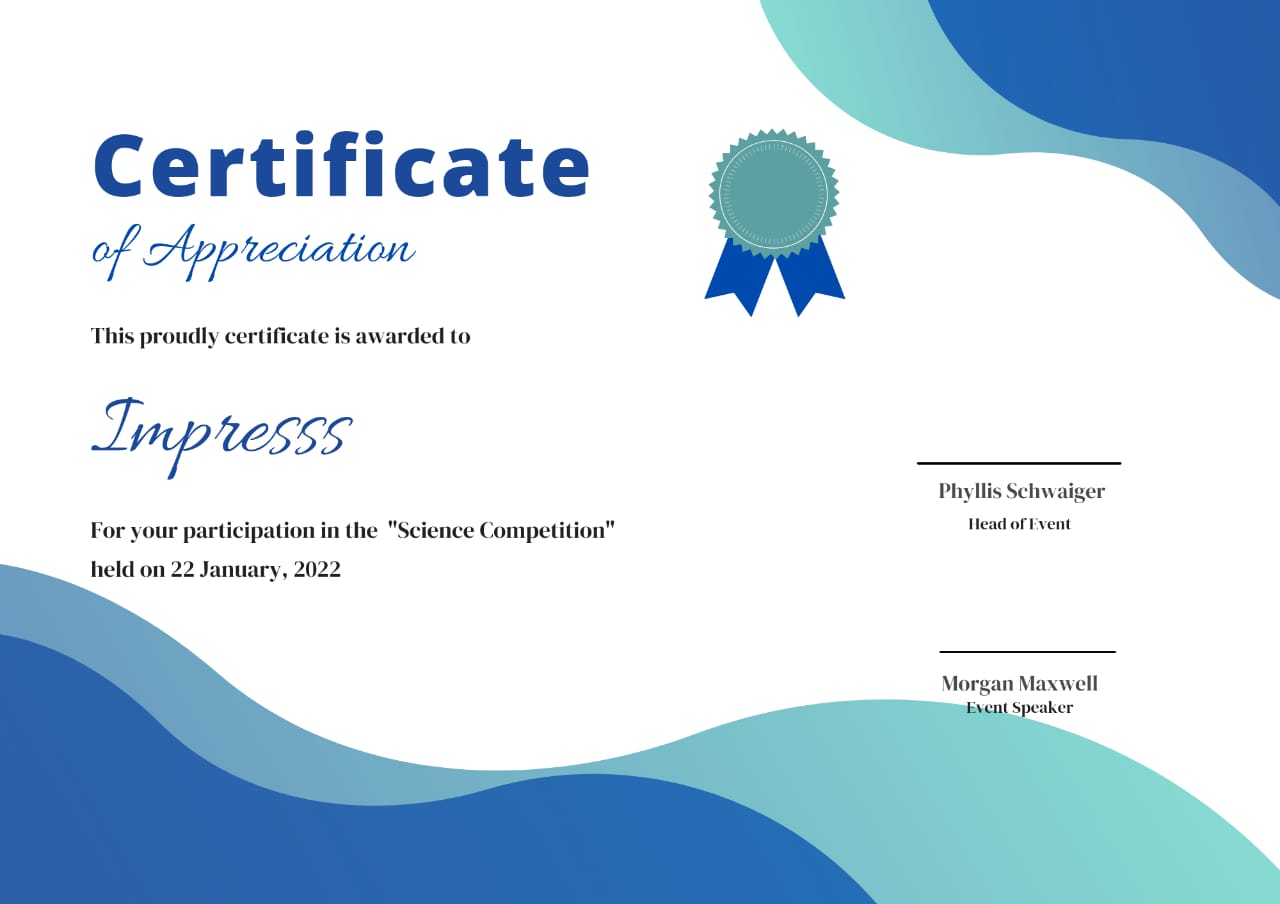 Certificate
of Appreciation
This proudly certificate is awarded to
Impresss
For your participation in the "Science Competition"
held on 22 January, 2022
Phyllis Schwaiger
Head of Event
Morgan Maxwell
Event Speaker